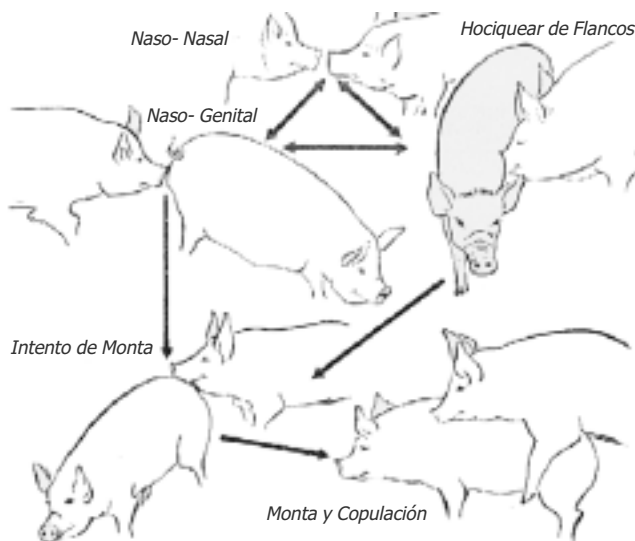 Naso- Nasal
Hociquear de Flancos
Naso- Genital
Intento de Monta
Monta y Copulación